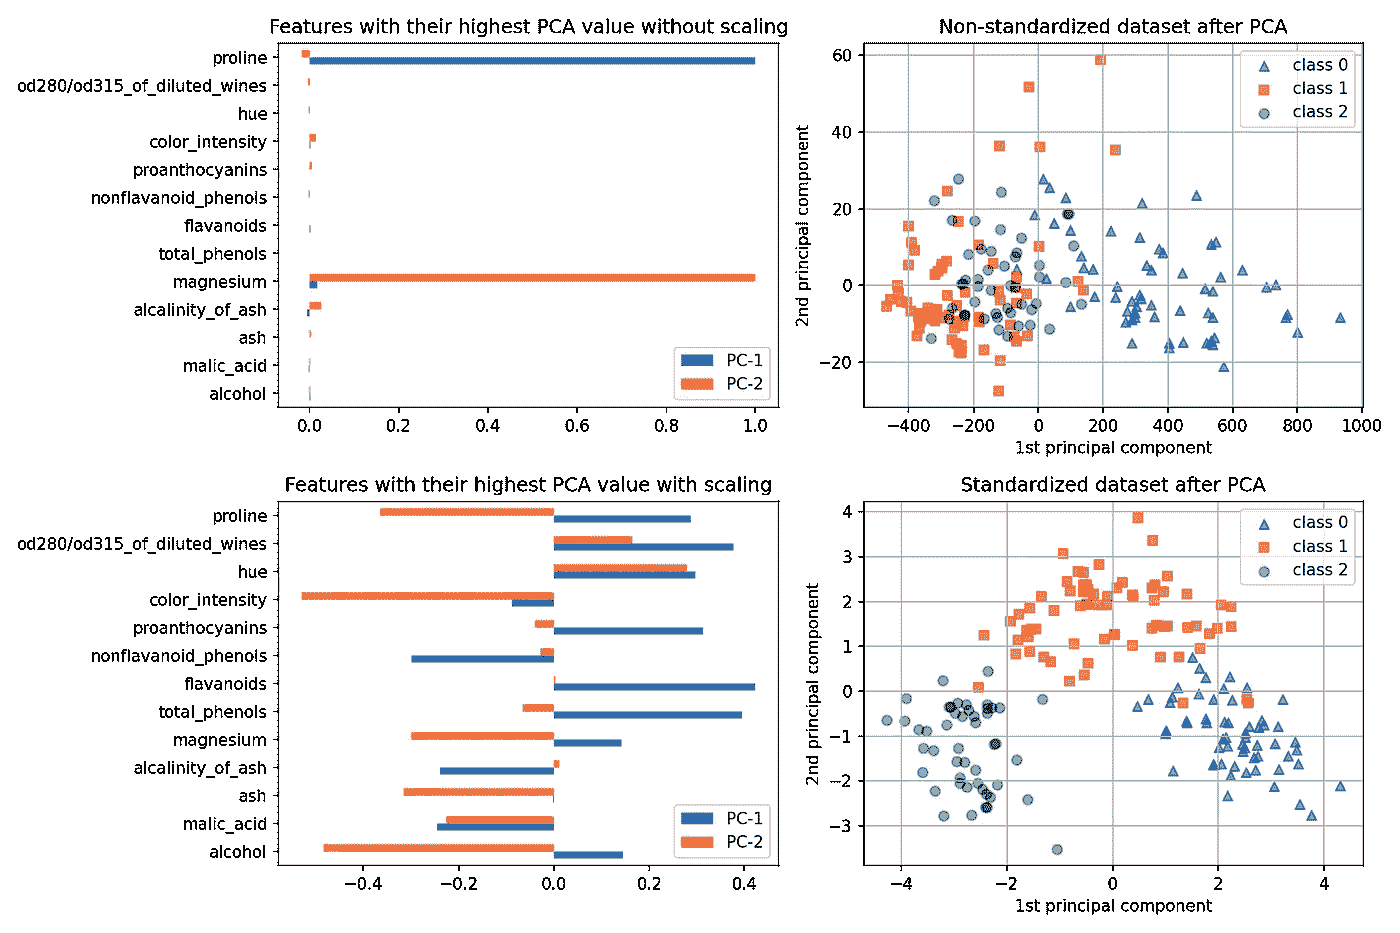 Features with their highest PCA value without scaling
proline
od280/od315_of_diluted_wines
hue
color_intensity
proanthocyanins
nonflavanoid_phenols
flavanoids
total_phenols
magnesium
alcalinity_of_ash
ash
malic_acid
alcohol
PC-1
PC-2
0.0 0.2 0.4 0.6 0.8 1.0
Non-standardized dataset after PCA
class 0
class 1
class 2
2nd principal component
60
40
20
0
−20
−400 −200 0 200 400 600 800 1000
1st principal component
Features with their highest PCA value with scaling
proline
od280/od315_of_diluted_wines
hue
color_intensity
proanthocyanins
nonflavanoid_phenols
flavanoids
total_phenols
magnesium
alcalinity_of_ash
ash
malic_acid
alcohol
PC-1
PC-2
−0.4 −0.2 0.0 0.2 0.4
Standardized dataset after PCA
class 0
class 1
class 2
2nd principal component
4
3
2
1
0
−1
−2
−3
−4 −2 0 2 4
1st principal component